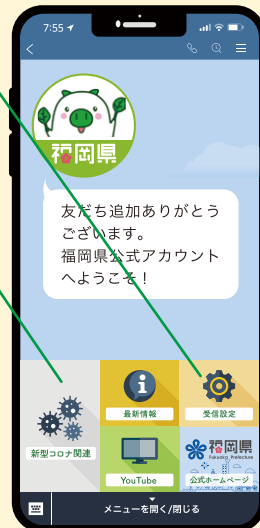 7:55
福岡県
友だち追加ありがとう
ございます。
福岡県公式アカウント
へようこそ！
新型コロナ関連
最新情報
受信設定
YouTube
福岡県
Fukuoka Prefecture
公式ホームページ
メニューを開く/閉じる